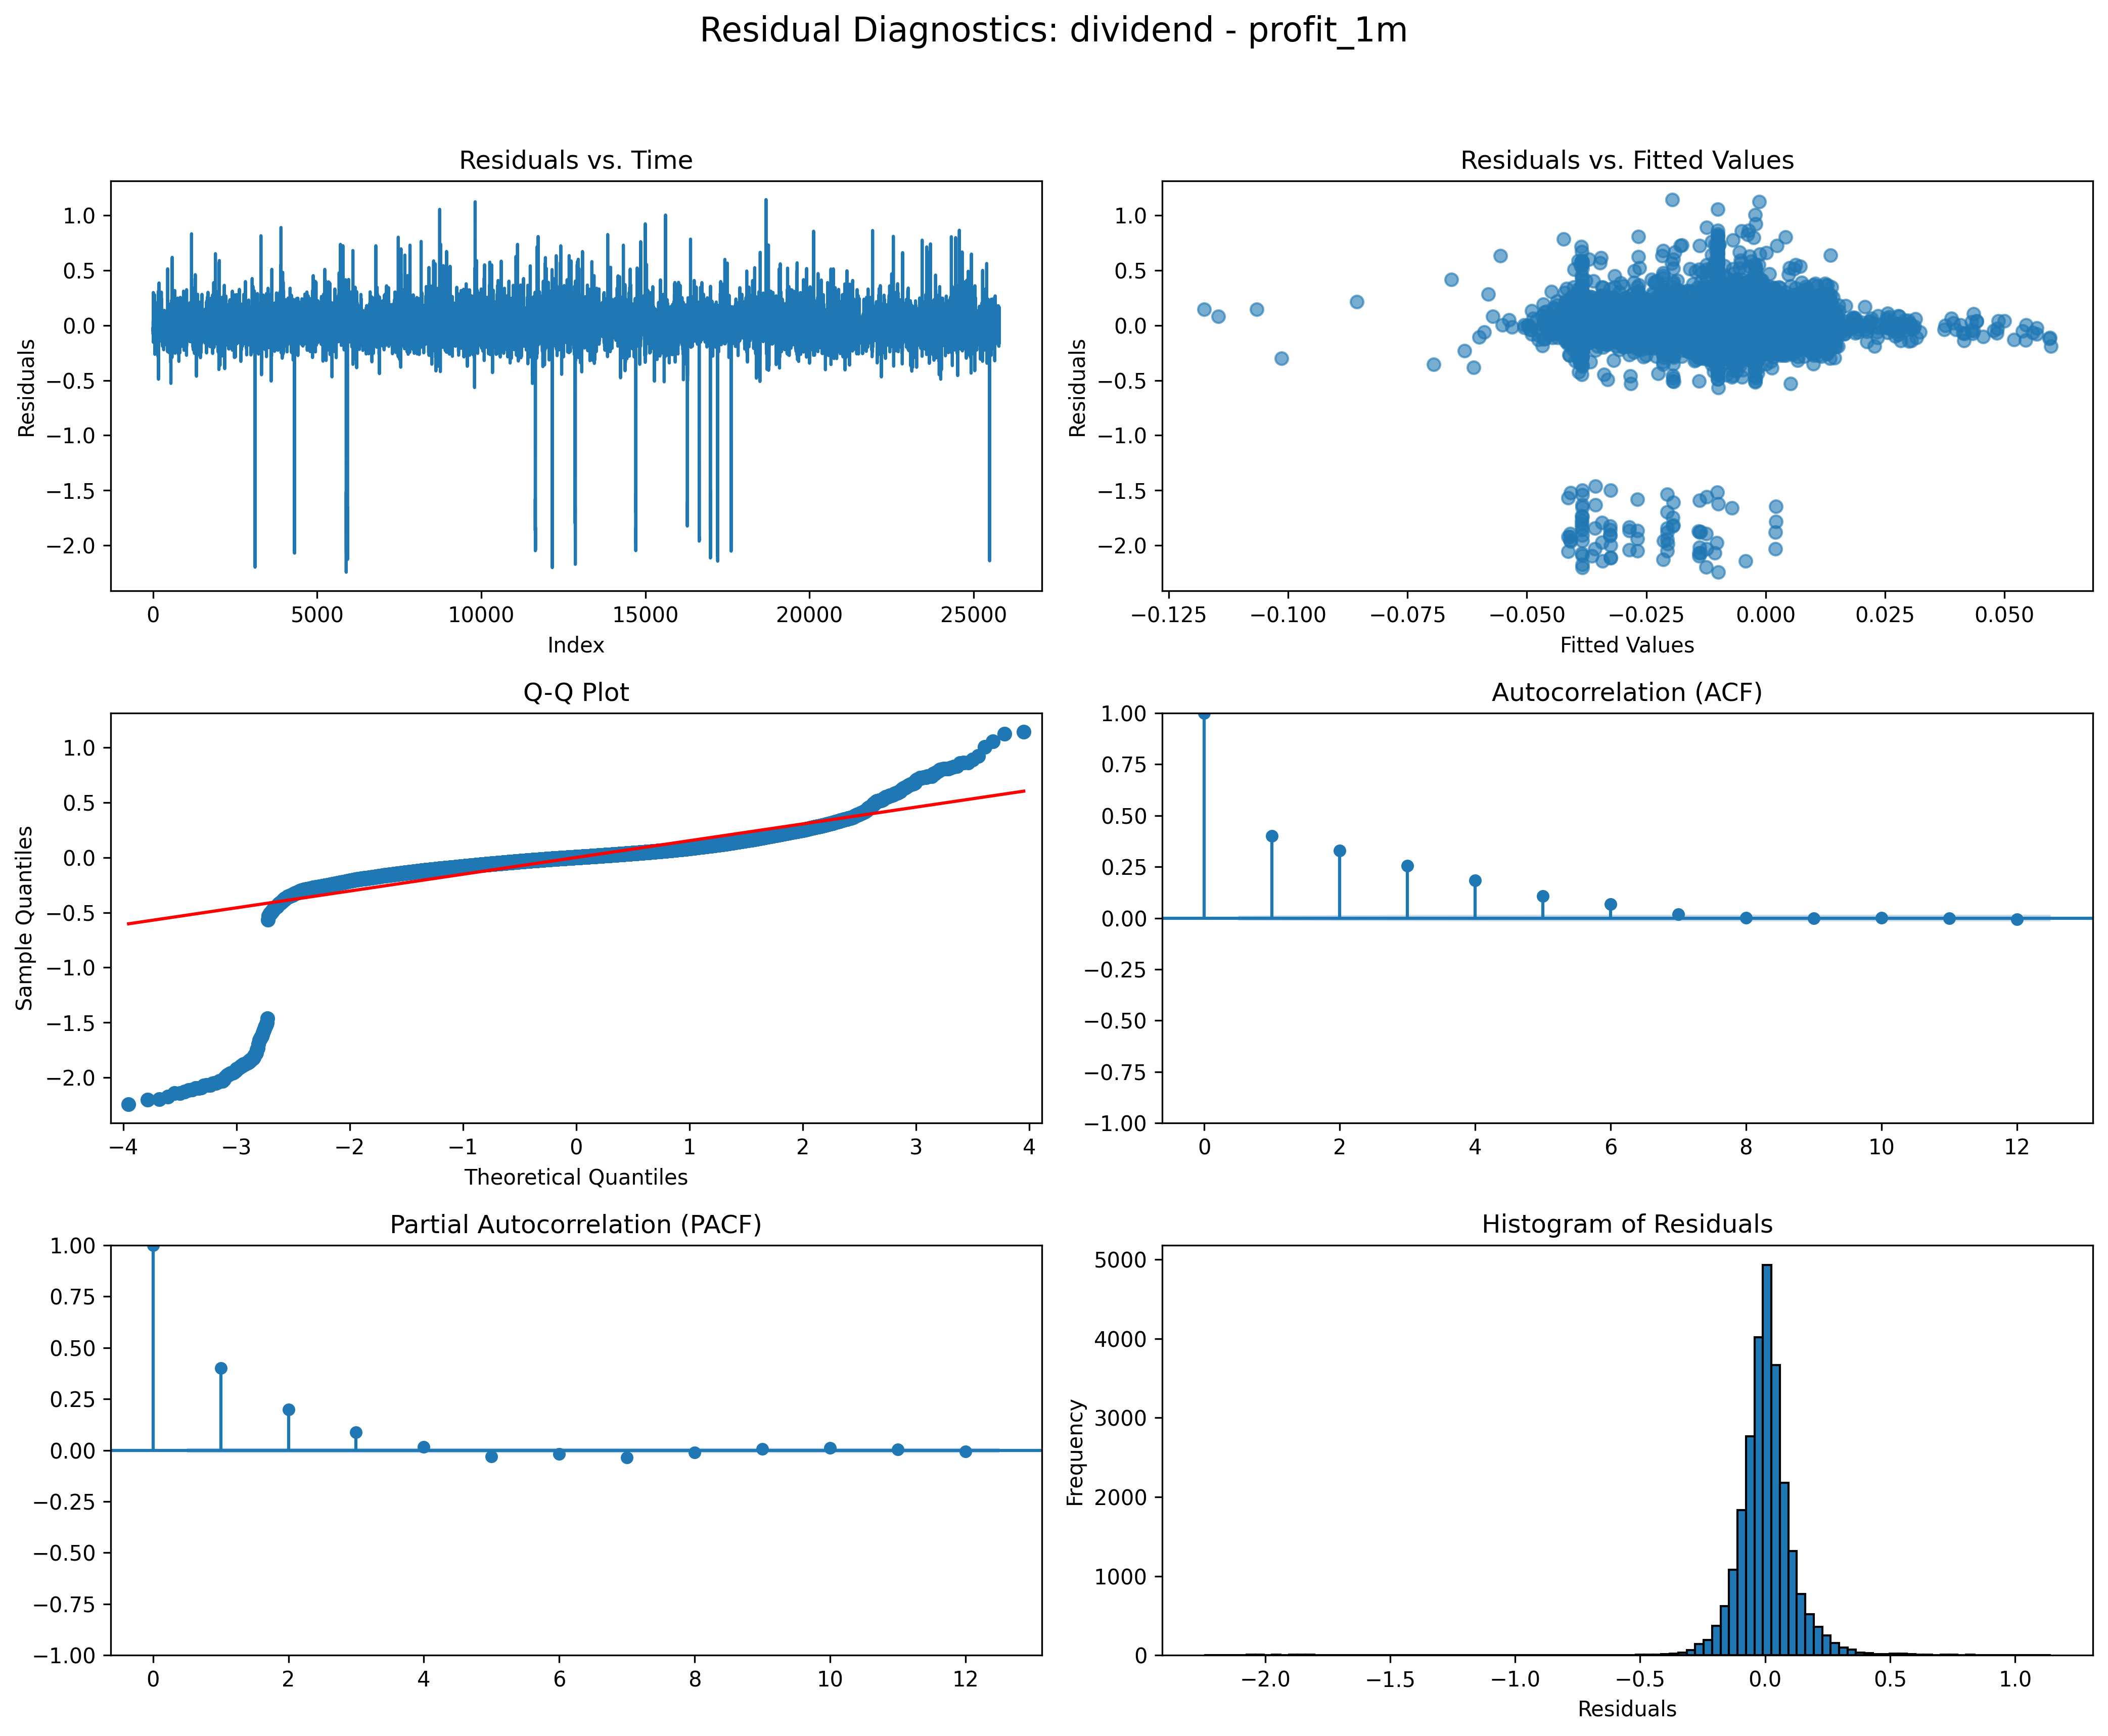 Residual Diagnostics: dividend - profit_1m
Residuals vs. Time
Residuals
1.0
0.5
0.0
−0.5
−1.0
−1.5
−2.0
0 5000 10000 15000 20000 25000
Index
Residuals vs. Fitted Values
Residuals
1.0
0.5
0.0
−0.5
−1.0
−1.5
−2.0
−0.125 −0.100 −0.075 −0.050 −0.025 0.000 0.025 0.050
Fitted Values
Q-Q Plot
Sample Quantiles
1.0
0.5
0.0
−0.5
−1.0
−1.5
−2.0
−4 −3 −2 −1 0 1 2 3 4
Theoretical Quantiles
Autocorrelation (ACF)
1.00
0.75
0.50
0.25
0.00
−0.25
−0.50
−0.75
−1.00
0 2 4 6 8 10 12
Partial Autocorrelation (PACF)
1.00
0.75
0.50
0.25
0.00
−0.25
−0.50
−0.75
−1.00
0 2 4 6 8 10 12
Histogram of Residuals
Frequency
5000
4000
3000
2000
1000
0
−2.0 −1.5 −1.0 −0.5 0.0 0.5 1.0
Residuals